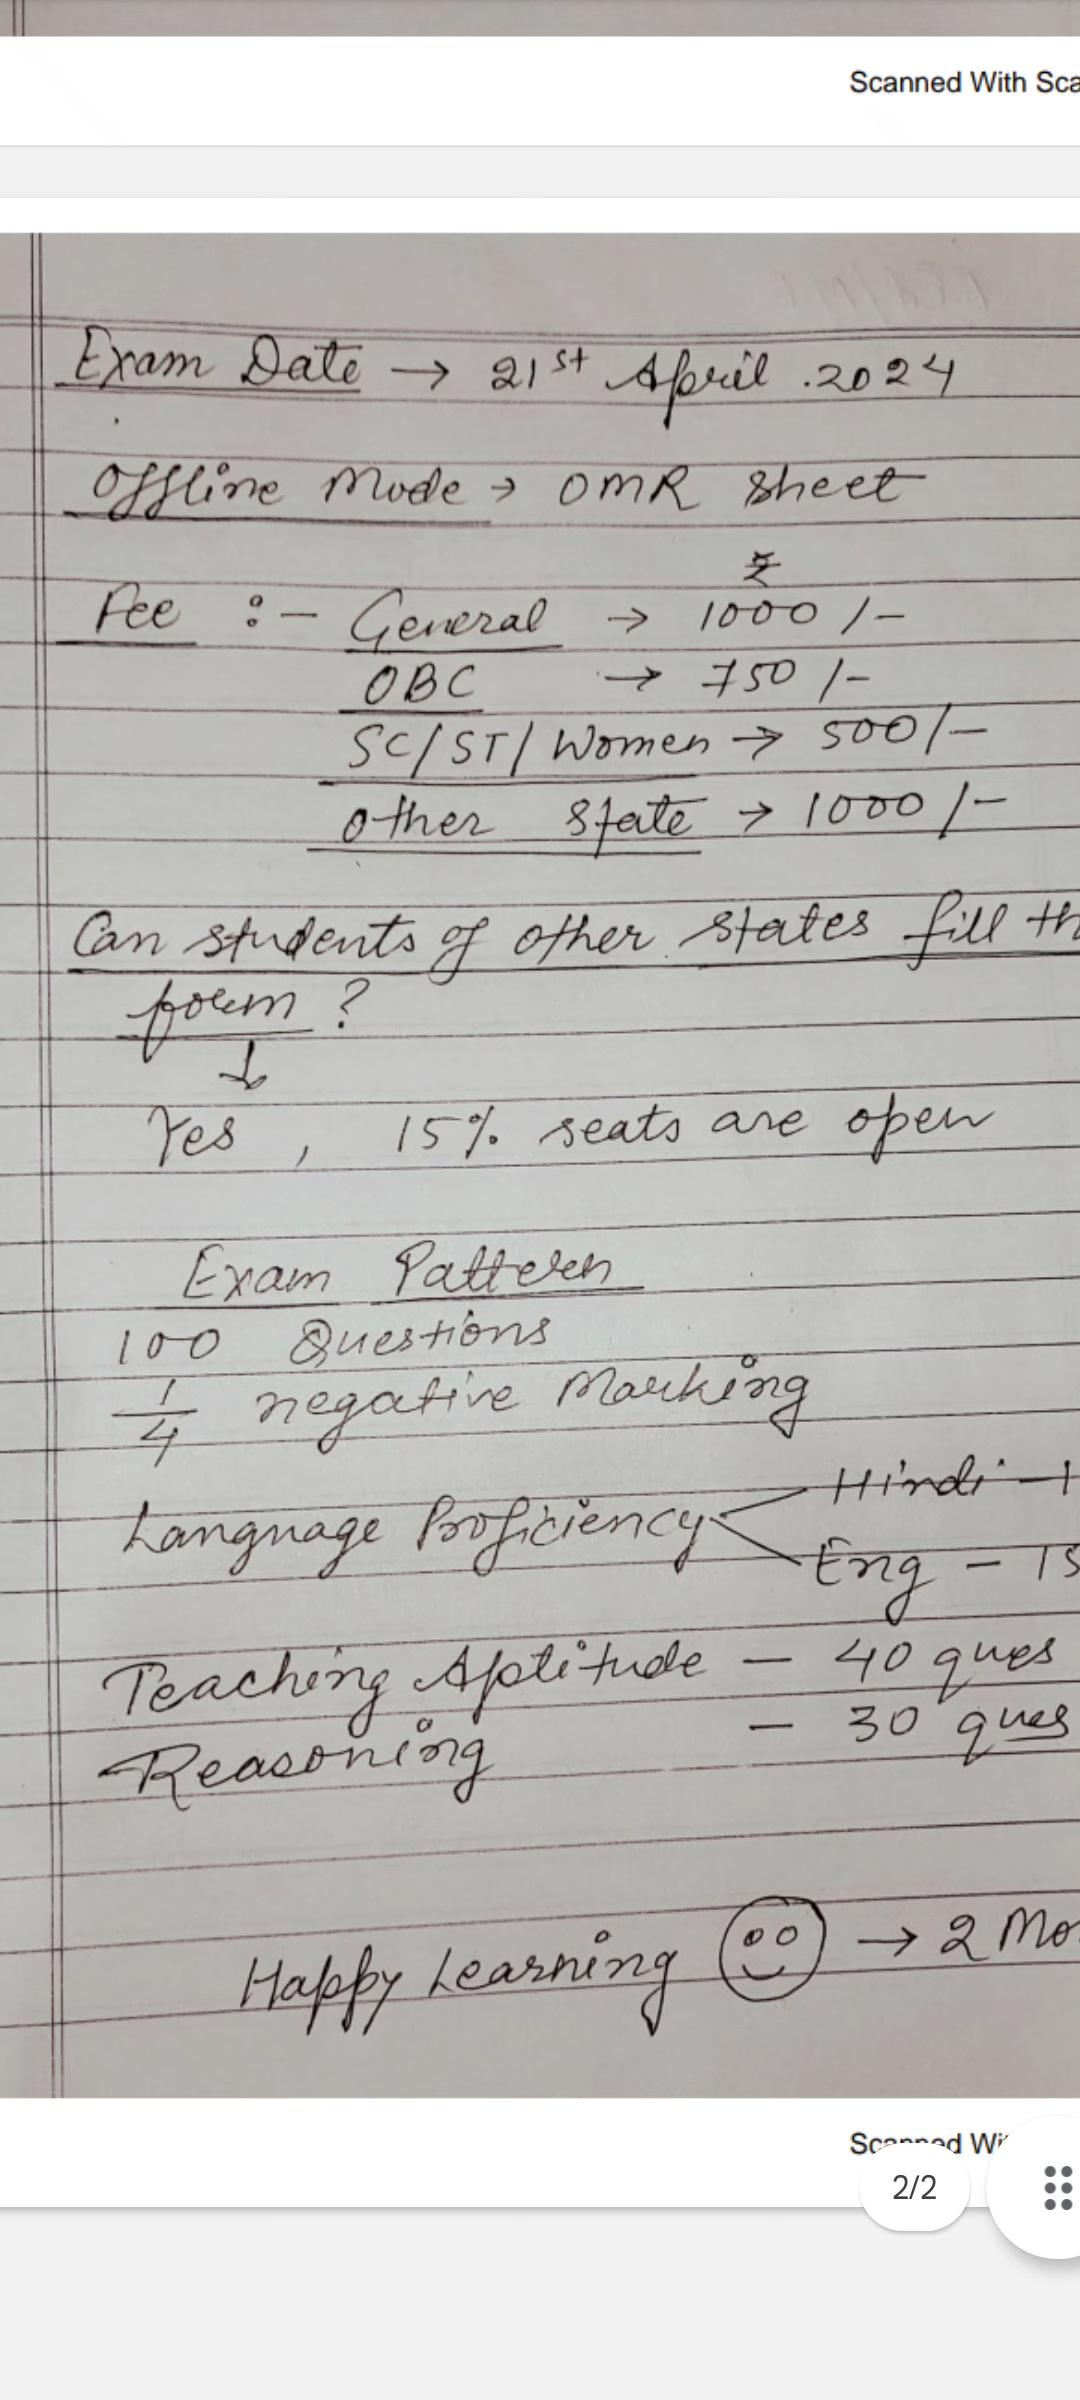 Scanned With Sca
Exam Date → 21st April .2024
Offline Mode → OMR sheet
₹
Fee :- General → 1000/-
OBC → 750/-
SC/ST/Women → 500/-
Other State → 1000/-
Can students of other states fill th
form ?
↓
Yes , 15% seats are open
Exam Pattern
100 Questions
1/4 negative Marking
Language Proficiency
Hindi - 1
Eng - 15
Teaching Aptitude - 40 ques
Reasoning - 30 ques
Happy Learning → 2 Mo
Scanned Wi
2/2